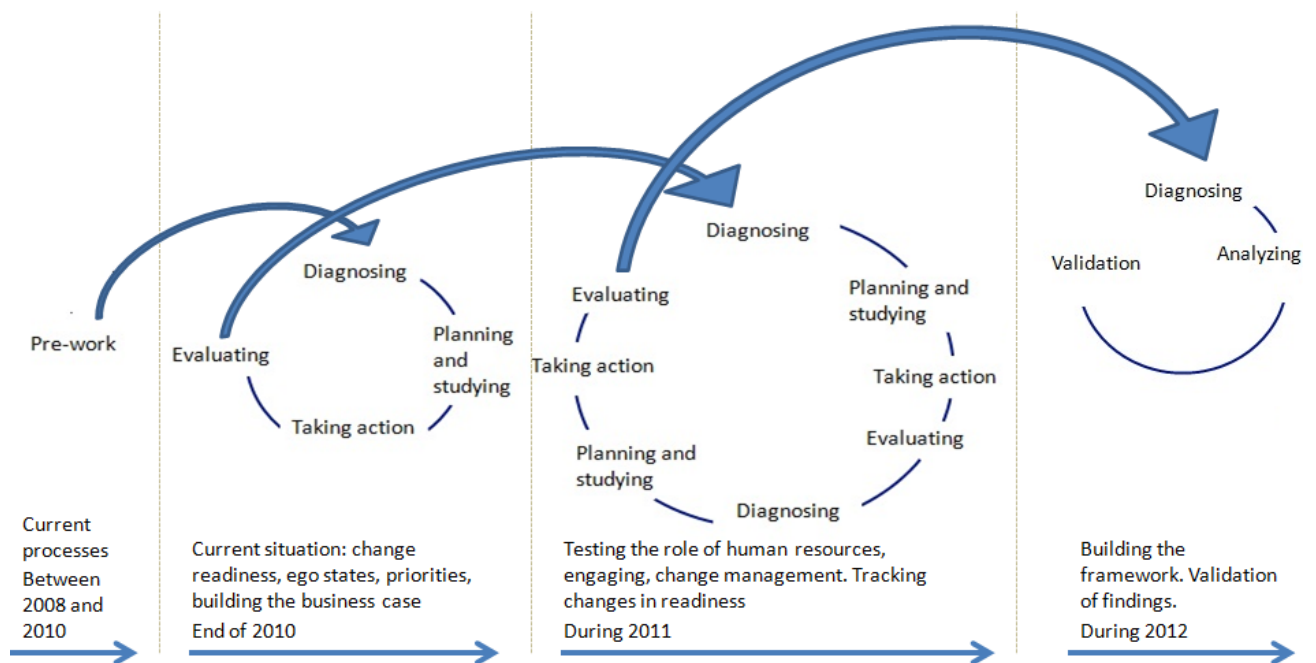 Pre-work
Diagnosing
Planning
and
studying
Taking action
Evaluating
Diagnosing
Planning and
studying
Taking action
Evaluating
Diagnosing
Planning and
studying
Taking action
Evaluating
Diagnosing
Analyzing
Validation
Current
processes
Between
2008 and
2010
Current situation: change
readiness, ego states, priorities,
building the business case
End of 2010
Testing the role of human resources,
engaging, change management. Tracking
changes in readiness
During 2011
Building the
framework. Validation
of findings.
During 2012